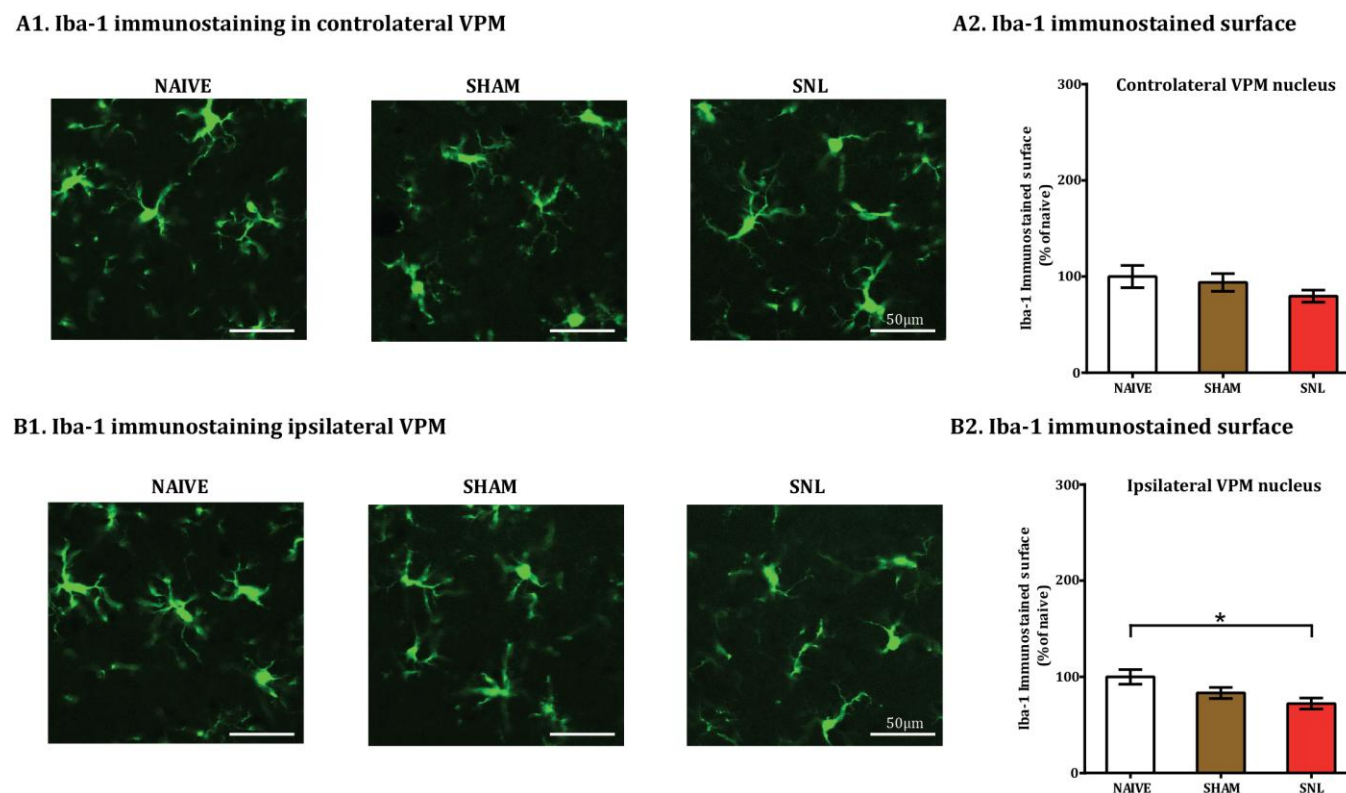 A1. Iba-1 immunostaining in controlateral VPM
A2. Iba-1 immunostained surface
NAIVE
SHAM
SNL
50µm
Controlateral VPM nucleus
Iba-1 Immunostained surface
(% of naive)
300
200
100
0
NAIVE
SHAM
SNL
B1. Iba-1 immunostaining ipsilateral VPM
B2. Iba-1 immunostained surface
NAIVE
SHAM
SNL
50µm
Ipsilateral VPM nucleus
Iba-1 Immunostained surface
(% of naive)
300
200
100
0
*
NAIVE
SHAM
SNL